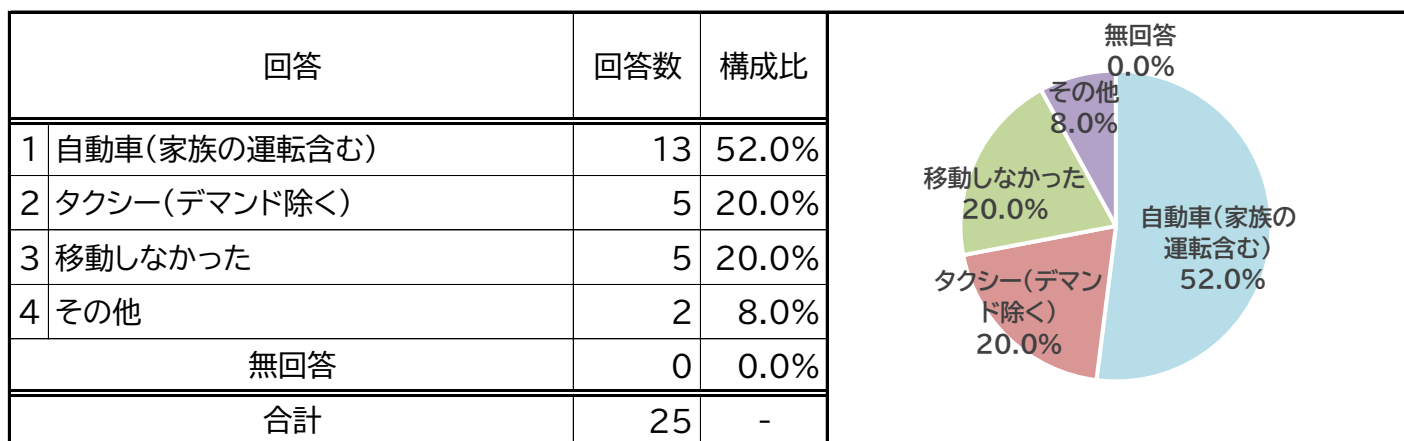 回答 回答数 構成比
1 自動車(家族の運転含む) 13 52.0%
2 タクシー(デマンド除く) 5 20.0%
3 移動しなかった 5 20.0%
4 その他 2 8.0%
無回答 0 0.0%
合計 25 -
無回答
0.0%
その他
8.0%
移動しなかった
20.0%
自動車(家族の
運転含む)
52.0%
タクシー(デマン
ド除く)
20.0%